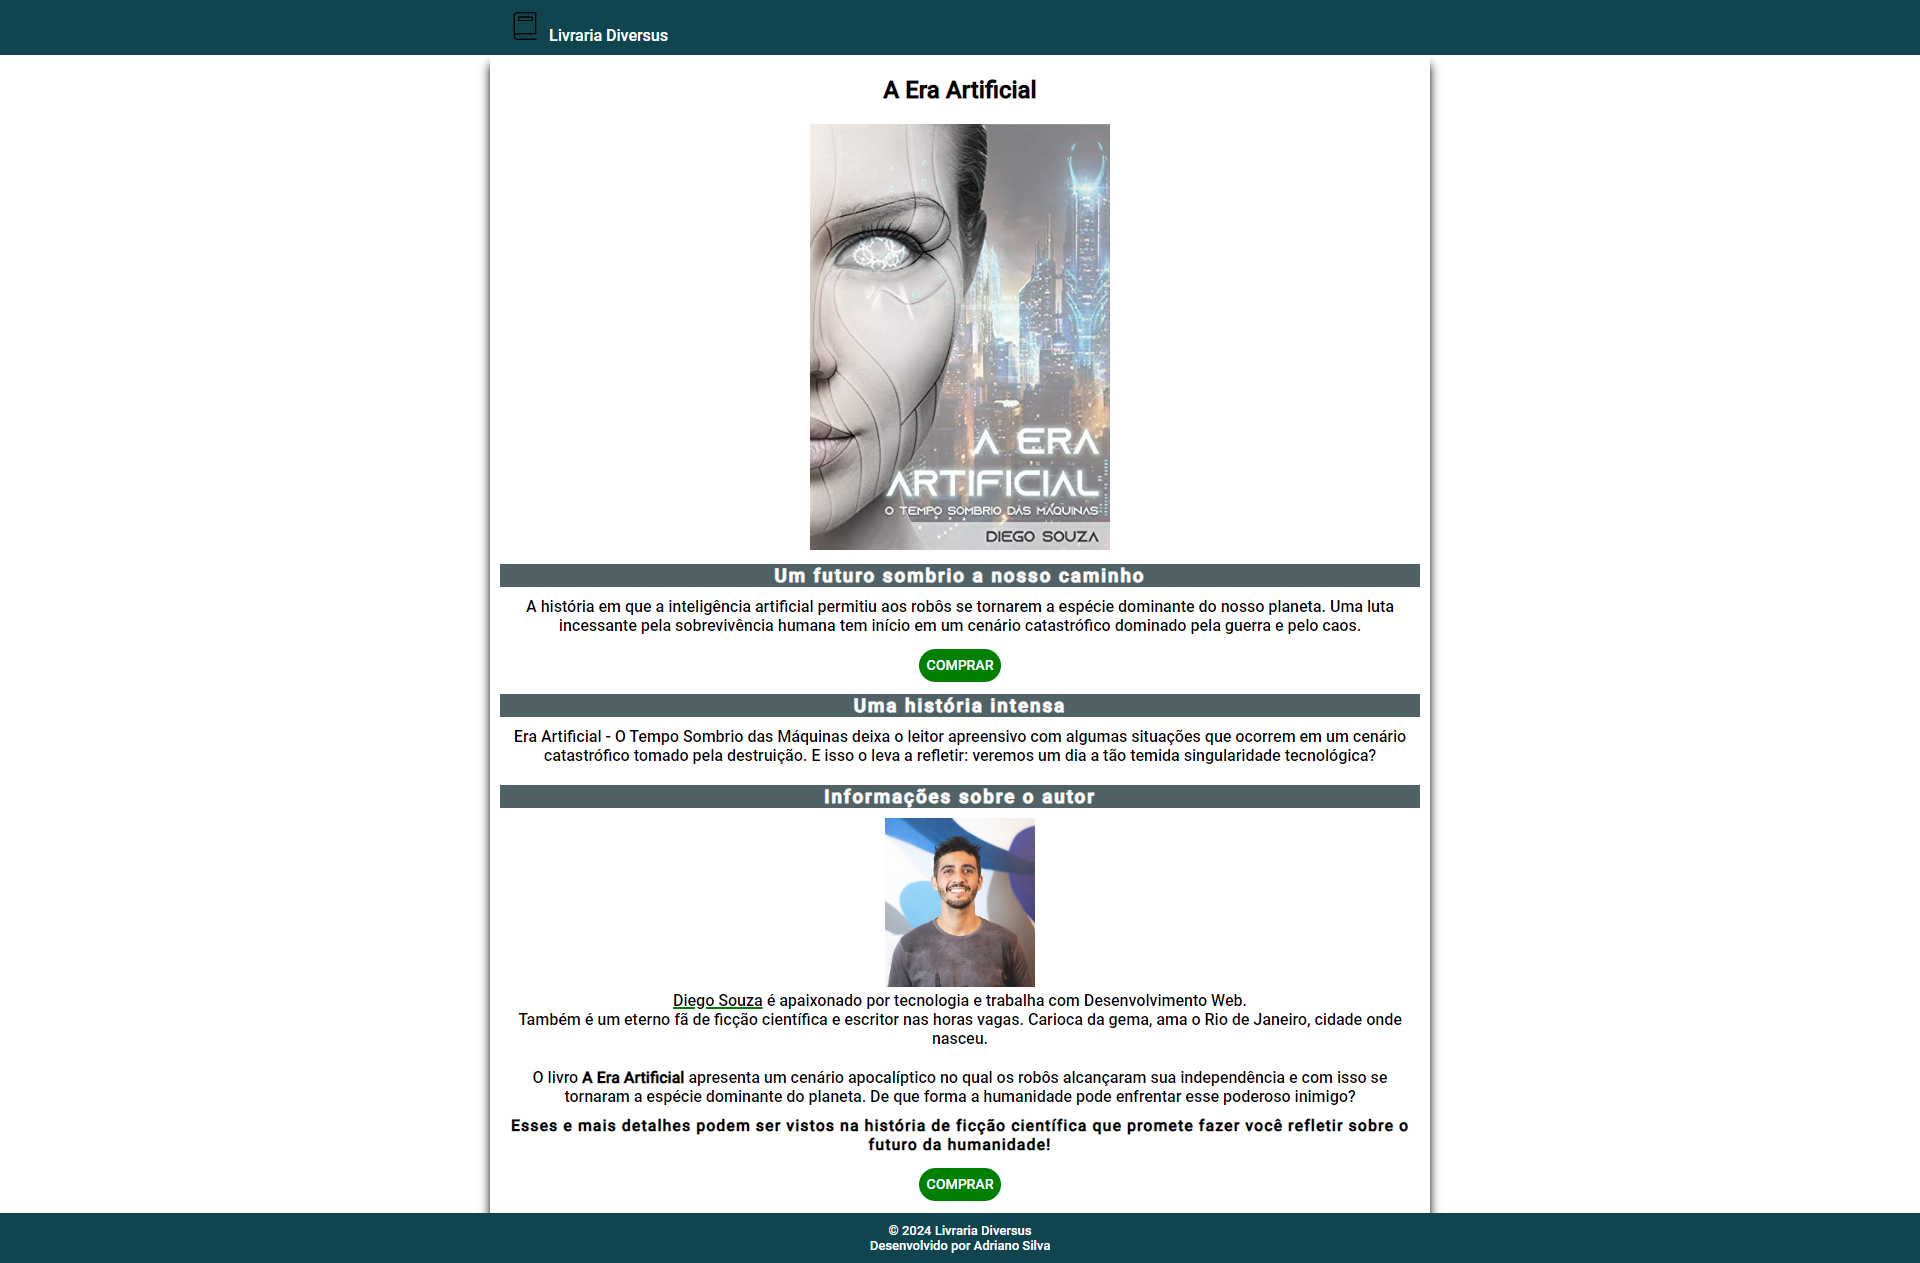 Livraria Diversus
A Era Artificial
A ERA
ARTIFICIAL
O TEMPO SOMBRIO DAS MÁQUINAS
DIEGO SOUZA
Um futuro sombrio a nosso caminho
A história em que a inteligência artificial permitiu aos robôs se tornarem a espécie dominante do nosso planeta. Uma luta
incessante pela sobrevivência humana tem início em um cenário catastrófico dominado pela guerra e pelo caos.
COMPRAR
Uma história intensa
Era Artificial - O Tempo Sombrio das Máquinas deixa o leitor apreensivo com algumas situações que ocorrem em um cenário
catastrófico tomado pela destruição. E isso o leva a refletir: veremos um dia a tão temida singularidade tecnológica?
Informações sobre o autor
Diego Souza é apaixonado por tecnologia e trabalha com Desenvolvimento Web.
Também é um eterno fã de ficção científica e escritor nas horas vagas. Carioca da gema, ama o Rio de Janeiro, cidade onde
nasceu.
O livro A Era Artificial apresenta um cenário apocalíptico no qual os robôs alcançaram sua independência e com isso se
tornaram a espécie dominante do planeta. De que forma a humanidade pode enfrentar esse poderoso inimigo?
Esses e mais detalhes podem ser vistos na história de ficção científica que promete fazer você refletir sobre o
futuro da humanidade!
COMPRAR
© 2024 Livraria Diversus
Desenvolvido por Adriano Silva